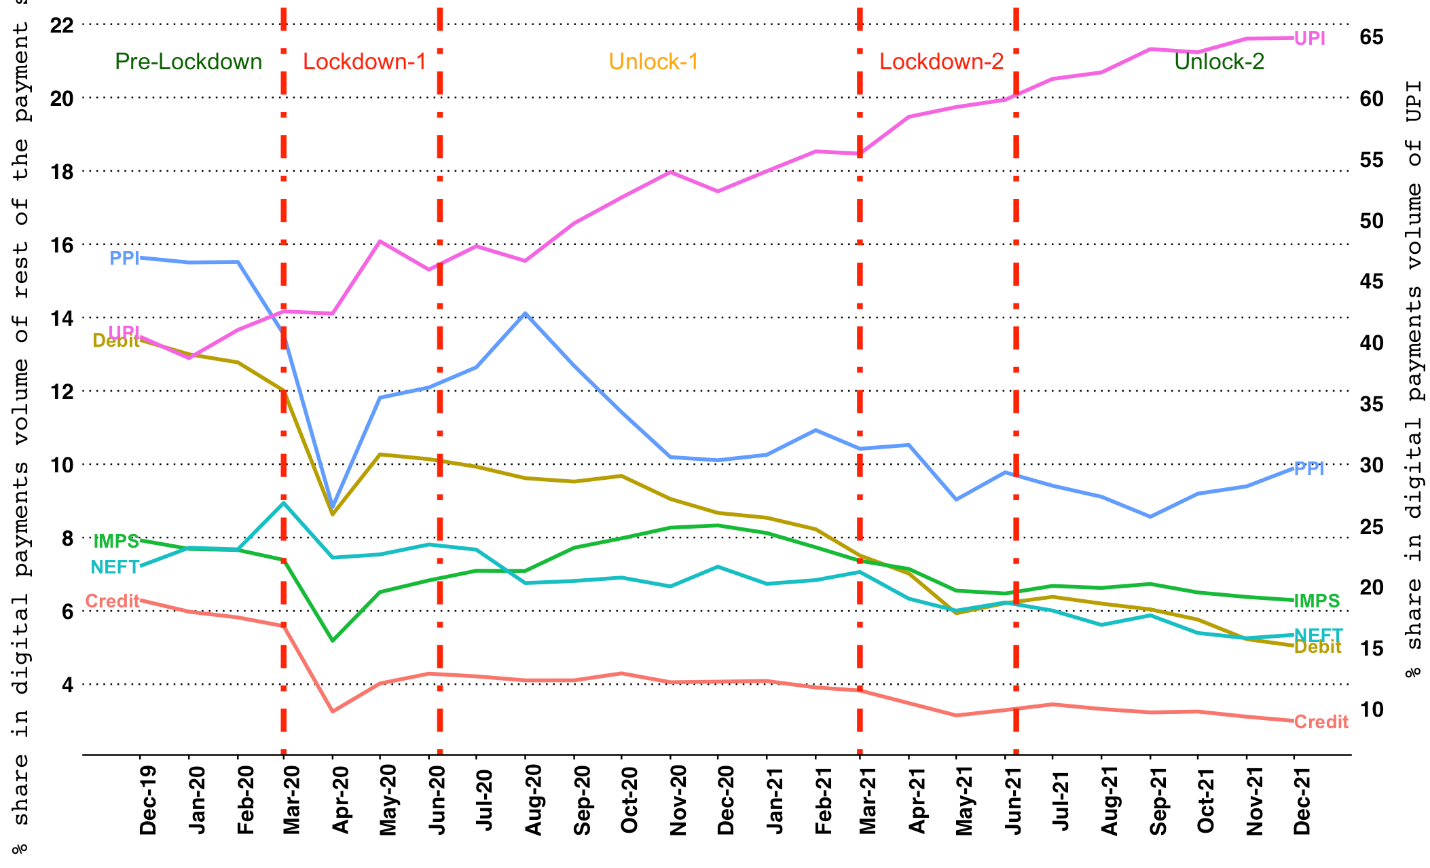 % share in digital payments volume of rest of the payment
22
20
18
16
14
12
10
8
6
4
Pre-Lockdown
Lockdown-1
Unlock-1
Lockdown-2
Unlock-2
UPI
PPI
UPI
Debit
IMPS
NEFT
Credit
PPI
IMPS
NEFT
Debit
Credit
65
60
55
50
45
40
35
30
25
20
15
10
% share in digital payments volume of UPI
Dec-19
Jan-20
Feb-20
Mar-20
Apr-20
May-20
Jun-20
Jul-20
Aug-20
Sep-20
Oct-20
Nov-20
Dec-20
Jan-21
Feb-21
Mar-21
Apr-21
May-21
Jun-21
Jul-21
Aug-21
Sep-21
Oct-21
Nov-21
Dec-21